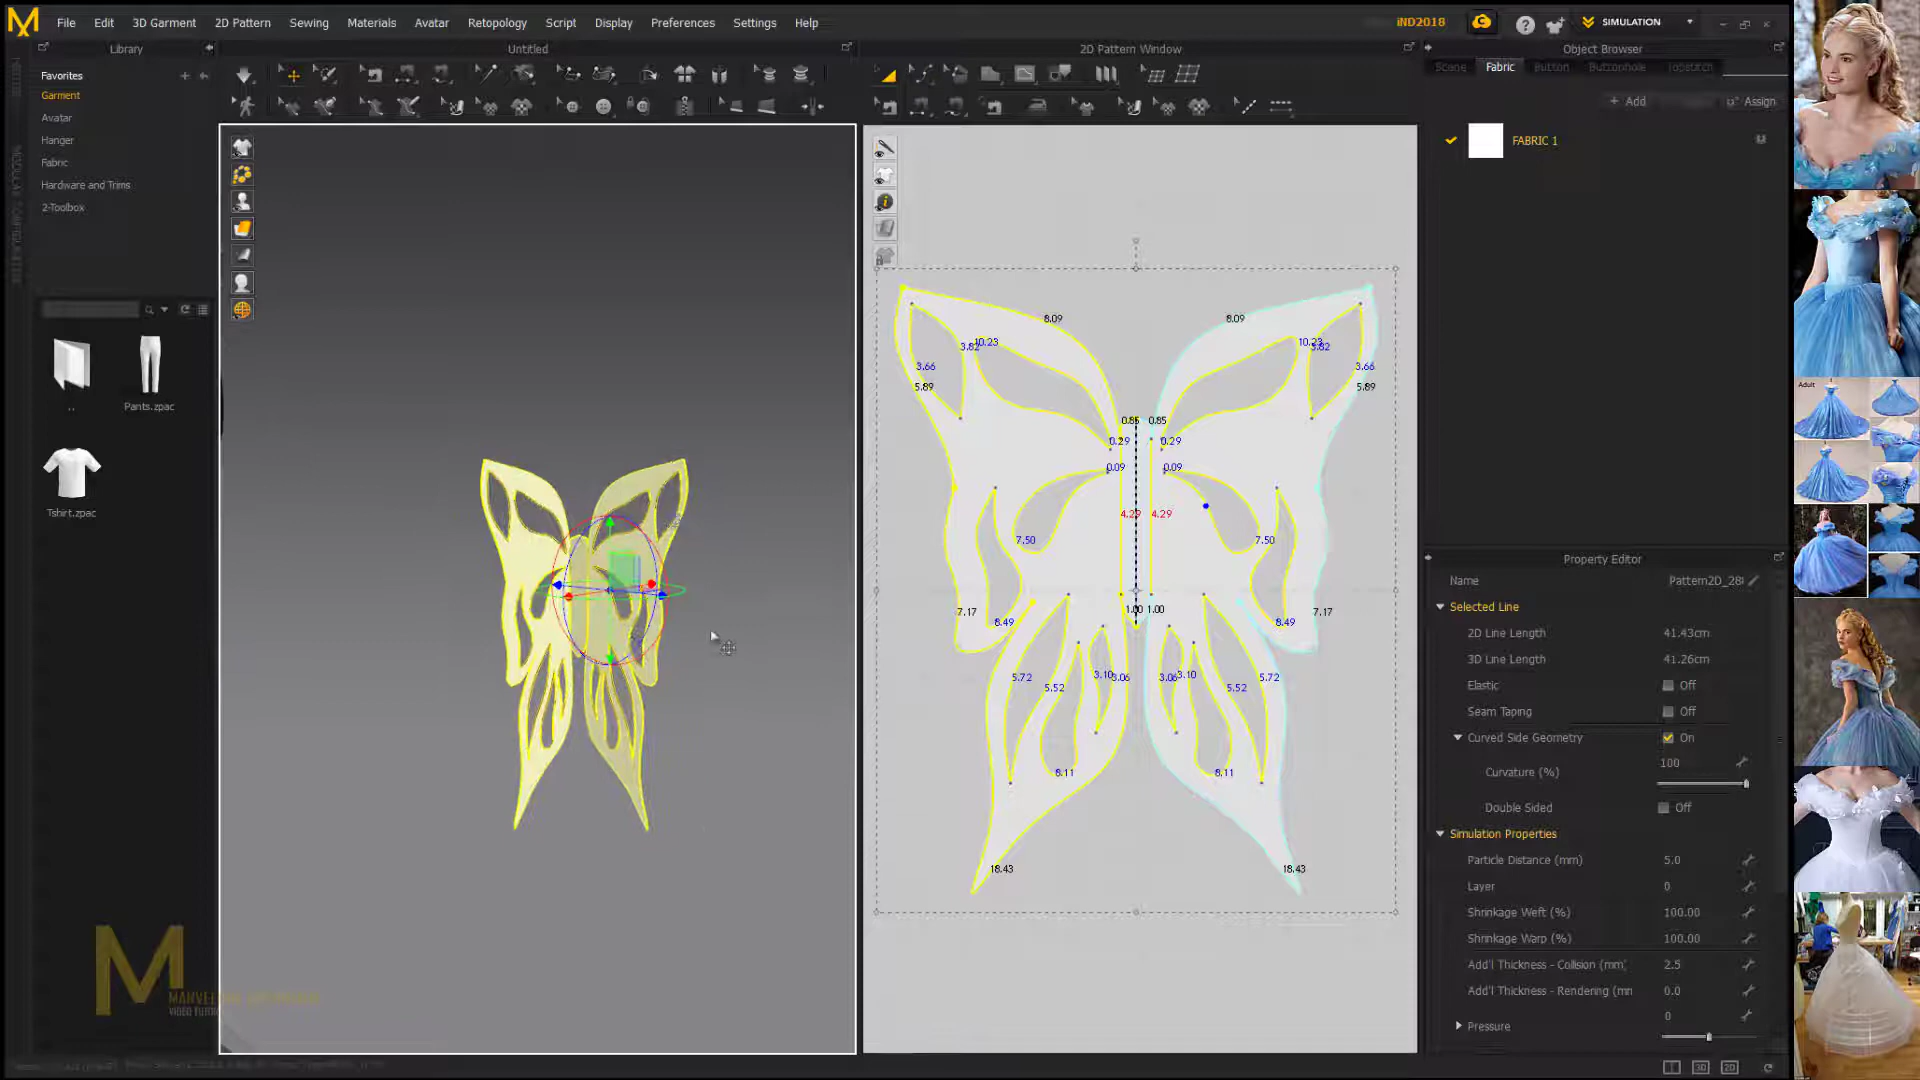 File Edit 3D Garment 2D Pattern Sewing Materials Avatar Retopology Script Display Preferences Settings Help
iND2018
SIMULATION
Library
Untitled
2D Pattern Window
Object Browser
Favorites
Garment
Avatar
Hanger
Fabric
Hardware and Trims
2-Toolbox
..
Pants.zpac
Tshirt.zpac
Scene Fabric Button Buttonhole Topstitch
+ Add
Assign
FABRIC 1
8.09 8.09
3.82 10.23 10.23 3.82
3.66 3.66
5.89 5.89
0.85 0.85
0.29 0.29
0.09 0.09
4.29 4.29
7.50 7.50
7.17 1.00 1.00 7.17
8.49 8.49
5.72 5.52 3.10 3.06 3.06 3.10 5.52 5.72
8.11 8.11
18.43 18.43
Property Editor
Name Pattern2D_28
Selected Line
2D Line Length 41.43cm
3D Line Length 41.26cm
Elastic Off
Seam Taping Off
Curved Side Geometry On
Curvature (%) 100
Double Sided Off
Simulation Properties
Particle Distance (mm) 5.0
Layer 0
Shrinkage Weft (%) 100.00
Shrinkage Warp (%) 100.00
Add'l Thickness - Collision (mm) 2.5
Add'l Thickness - Rendering (mm 0.0
Pressure 0
3D 2D
Adult